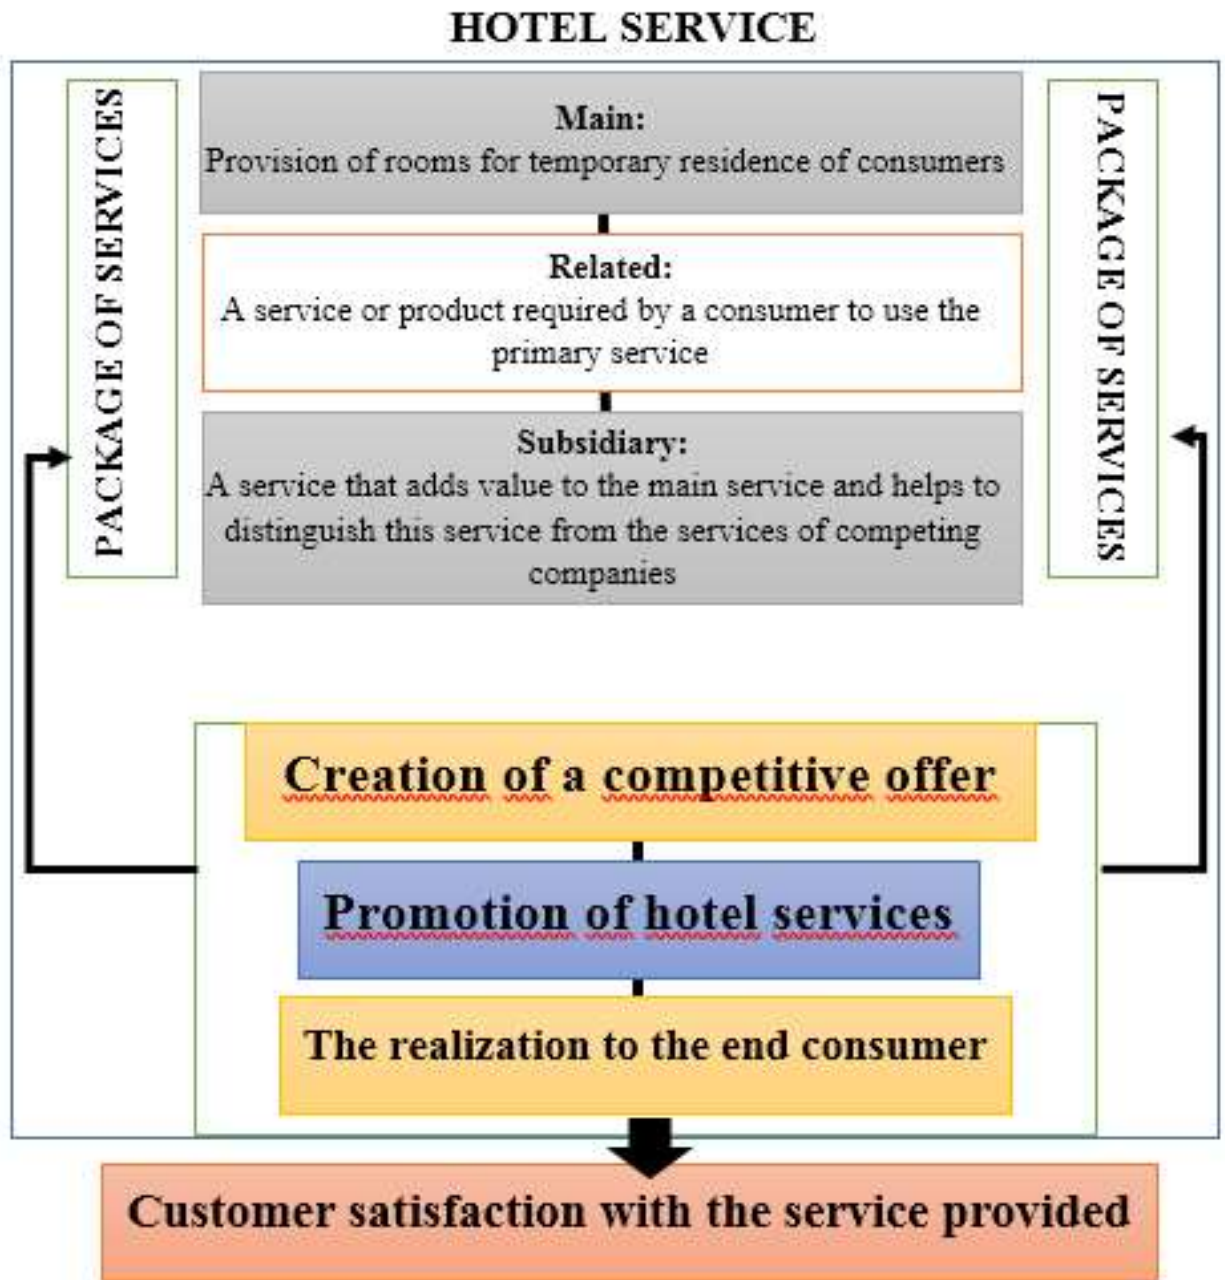 HOTEL SERVICE
PACKAGE OF SERVICES
Main:
Provision of rooms for temporary residence of consumers
Related:
A service or product required by a consumer to use the
primary service
Subsidiary:
A service that adds value to the main service and helps to
distinguish this service from the services of competing
companies
PACKAGE OF SERVICES
Creation of a competitive offer
Promotion of hotel services
The realization to the end consumer
Customer satisfaction with the service provided